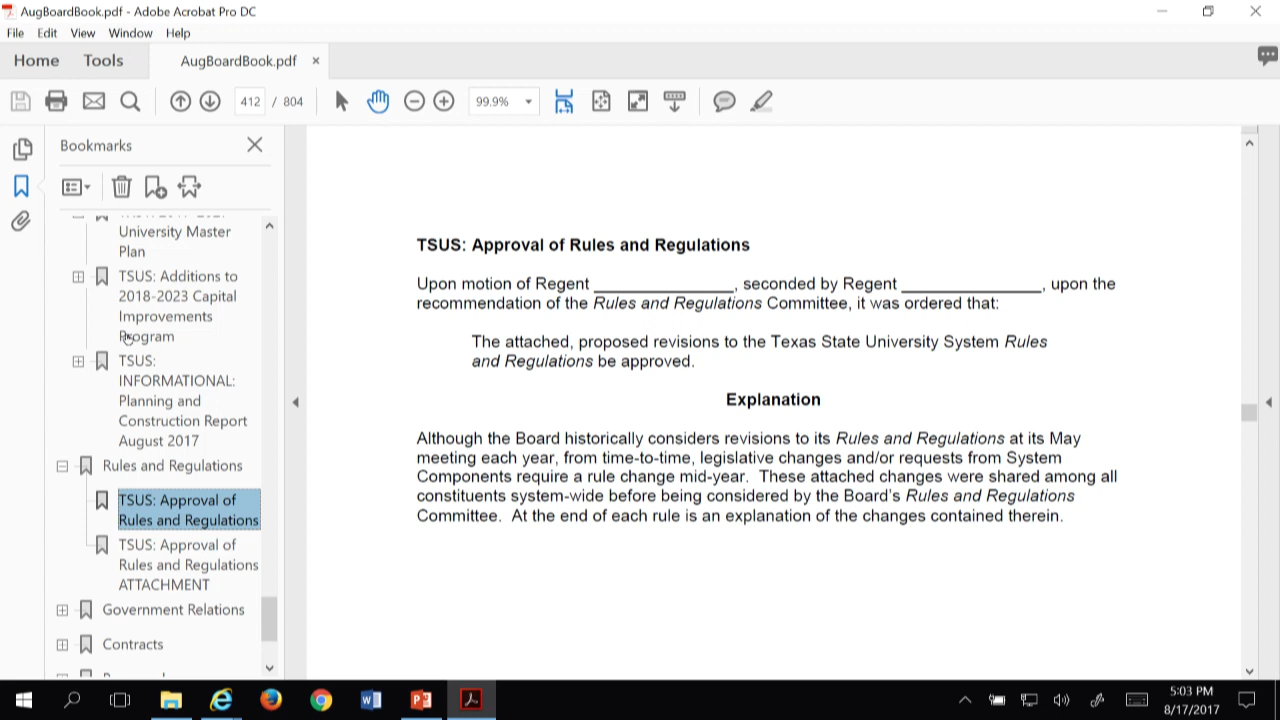 AugBoardBook.pdf - Adobe Acrobat Pro DC
File Edit View Window Help
Home Tools AugBoardBook.pdf ×
412 / 804 99.9%
Bookmarks
University Master
Plan
TSUS: Additions to
2018-2023 Capital
Improvements
Program
TSUS:
INFORMATIONAL:
Planning and
Construction Report
August 2017
Rules and Regulations
TSUS: Approval of
Rules and Regulations
TSUS: Approval of
Rules and Regulations
ATTACHMENT
Government Relations
Contracts
TSUS: Approval of Rules and Regulations
Upon motion of Regent _______________, seconded by Regent _______________, upon the
recommendation of the Rules and Regulations Committee, it was ordered that:
The attached, proposed revisions to the Texas State University System Rules
and Regulations be approved.
Explanation
Although the Board historically considers revisions to its Rules and Regulations at its May
meeting each year, from time-to-time, legislative changes and/or requests from System
Components require a rule change mid-year. These attached changes were shared among all
constituents system-wide before being considered by the Board's Rules and Regulations
Committee. At the end of each rule is an explanation of the changes contained therein.
5:03 PM
8/17/2017